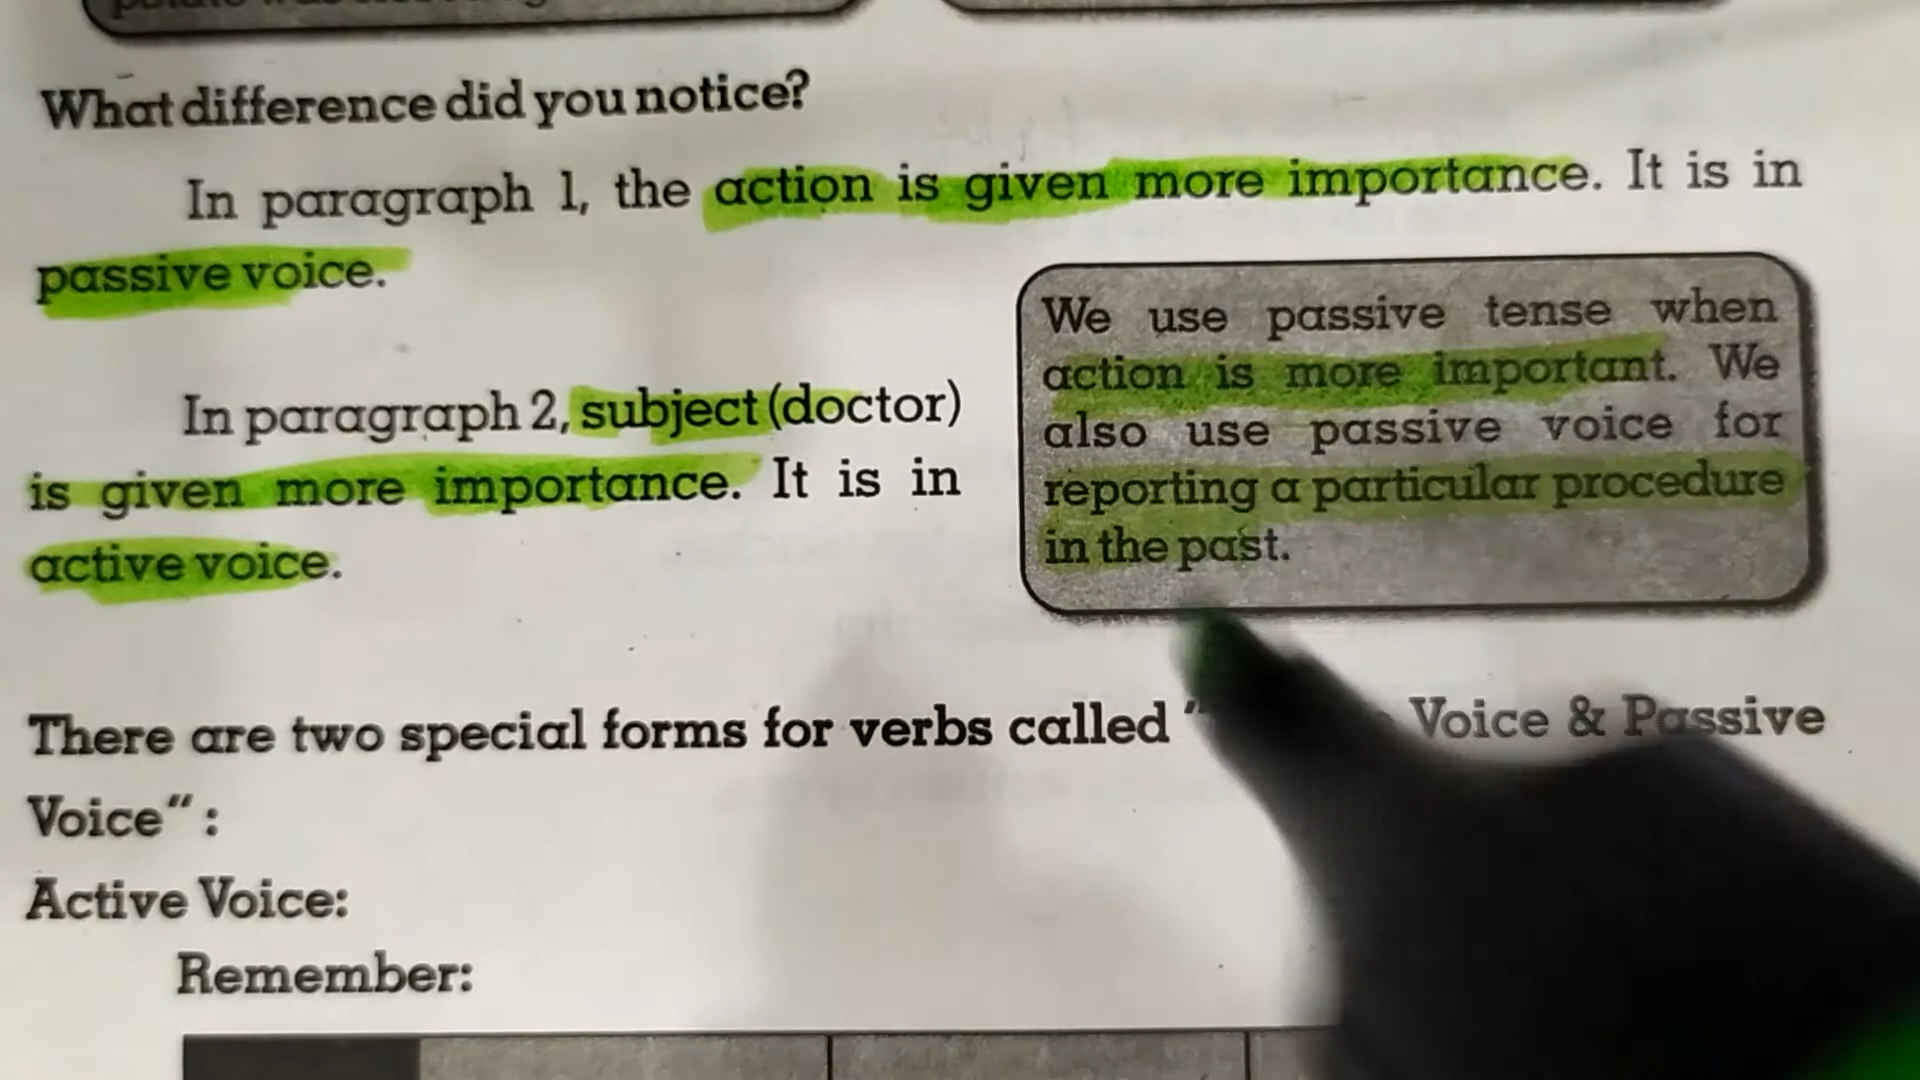 What difference did you notice?
In paragraph 1, the action is given more importance. It is in
passive voice.
In paragraph 2, subject (doctor)
is given more importance. It is in
active voice.
We use passive tense when
action is more important. We
also use passive voice for
reporting a particular procedure
in the past.
There are two special forms for verbs called " Voice & Passive
Voice" :
Active Voice:
Remember: